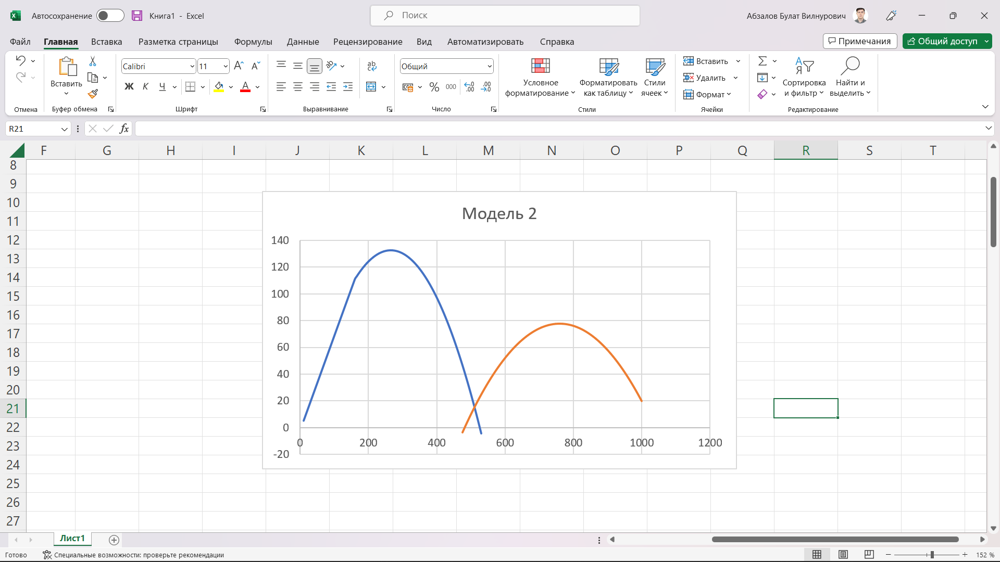 Автосохранение
Книга1 - Excel
Поиск
Абзалов Булат Вилнурович
Файл Главная Вставка Разметка страницы Формулы Данные Рецензирование Вид Автоматизировать Справка
Примечания
Общий доступ
Вставить
Calibri
11
Ж К Ч
Общий
% 000
Условное
форматирование
Форматировать
как таблицу
Стили
ячеек
Вставить
Удалить
Формат
Сортировка
и фильтр
Найти и
выделить
Отмена Буфер обмена Шрифт Выравнивание Число Стили Ячейки Редактирование
R21
fx
F G H I J K L M N O P Q R S T
8
9
10
11
12
13
14
15
16
17
18
19
20
21
22
23
24
25
26
27
Модель 2
140
120
100
80
60
40
20
0
-20
0 200 400 600 800 1000 1200
Лист1
Готово
Специальные возможности: проверьте рекомендации
152 %